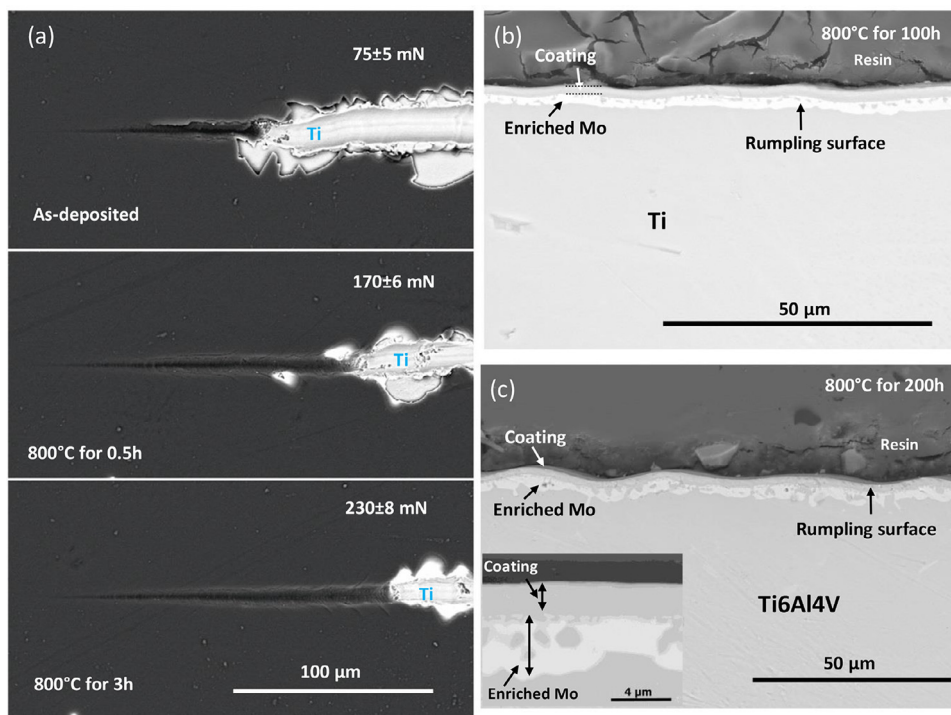 (a)
75±5 mN
Ti
As-deposited
170±6 mN
Ti
800°C for 0.5h
230±8 mN
Ti
100 µm
800°C for 3h
(b)
800°C for 100h
Coating
Resin
Enriched Mo
Rumpling surface
Ti
50 µm
(c)
800°C for 200h
Coating
Resin
Enriched Mo
Rumpling surface
Coating
Ti6Al4V
50 µm
Enriched Mo
4 µm